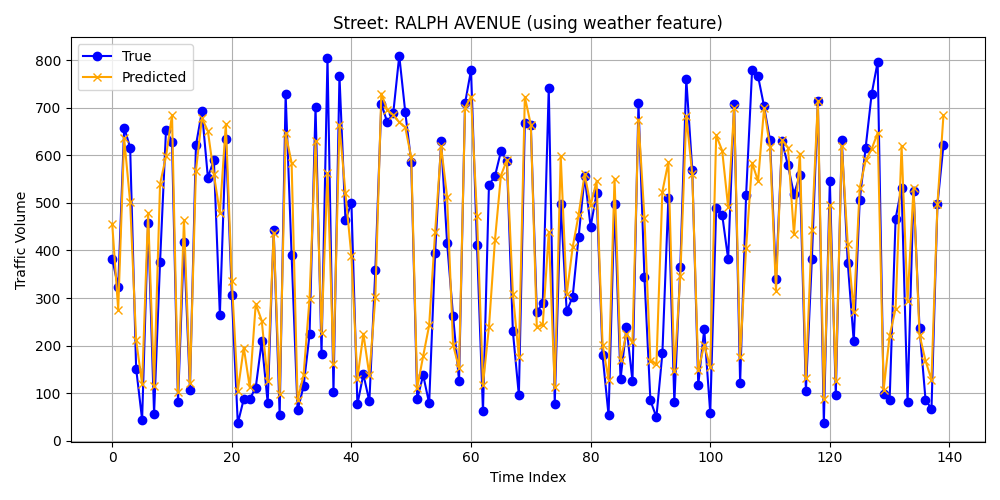 Street: RALPH AVENUE (using weather feature)
True
Predicted
Traffic Volume
800
700
600
500
400
300
200
100
0
0 20 40 60 80 100 120 140
Time Index